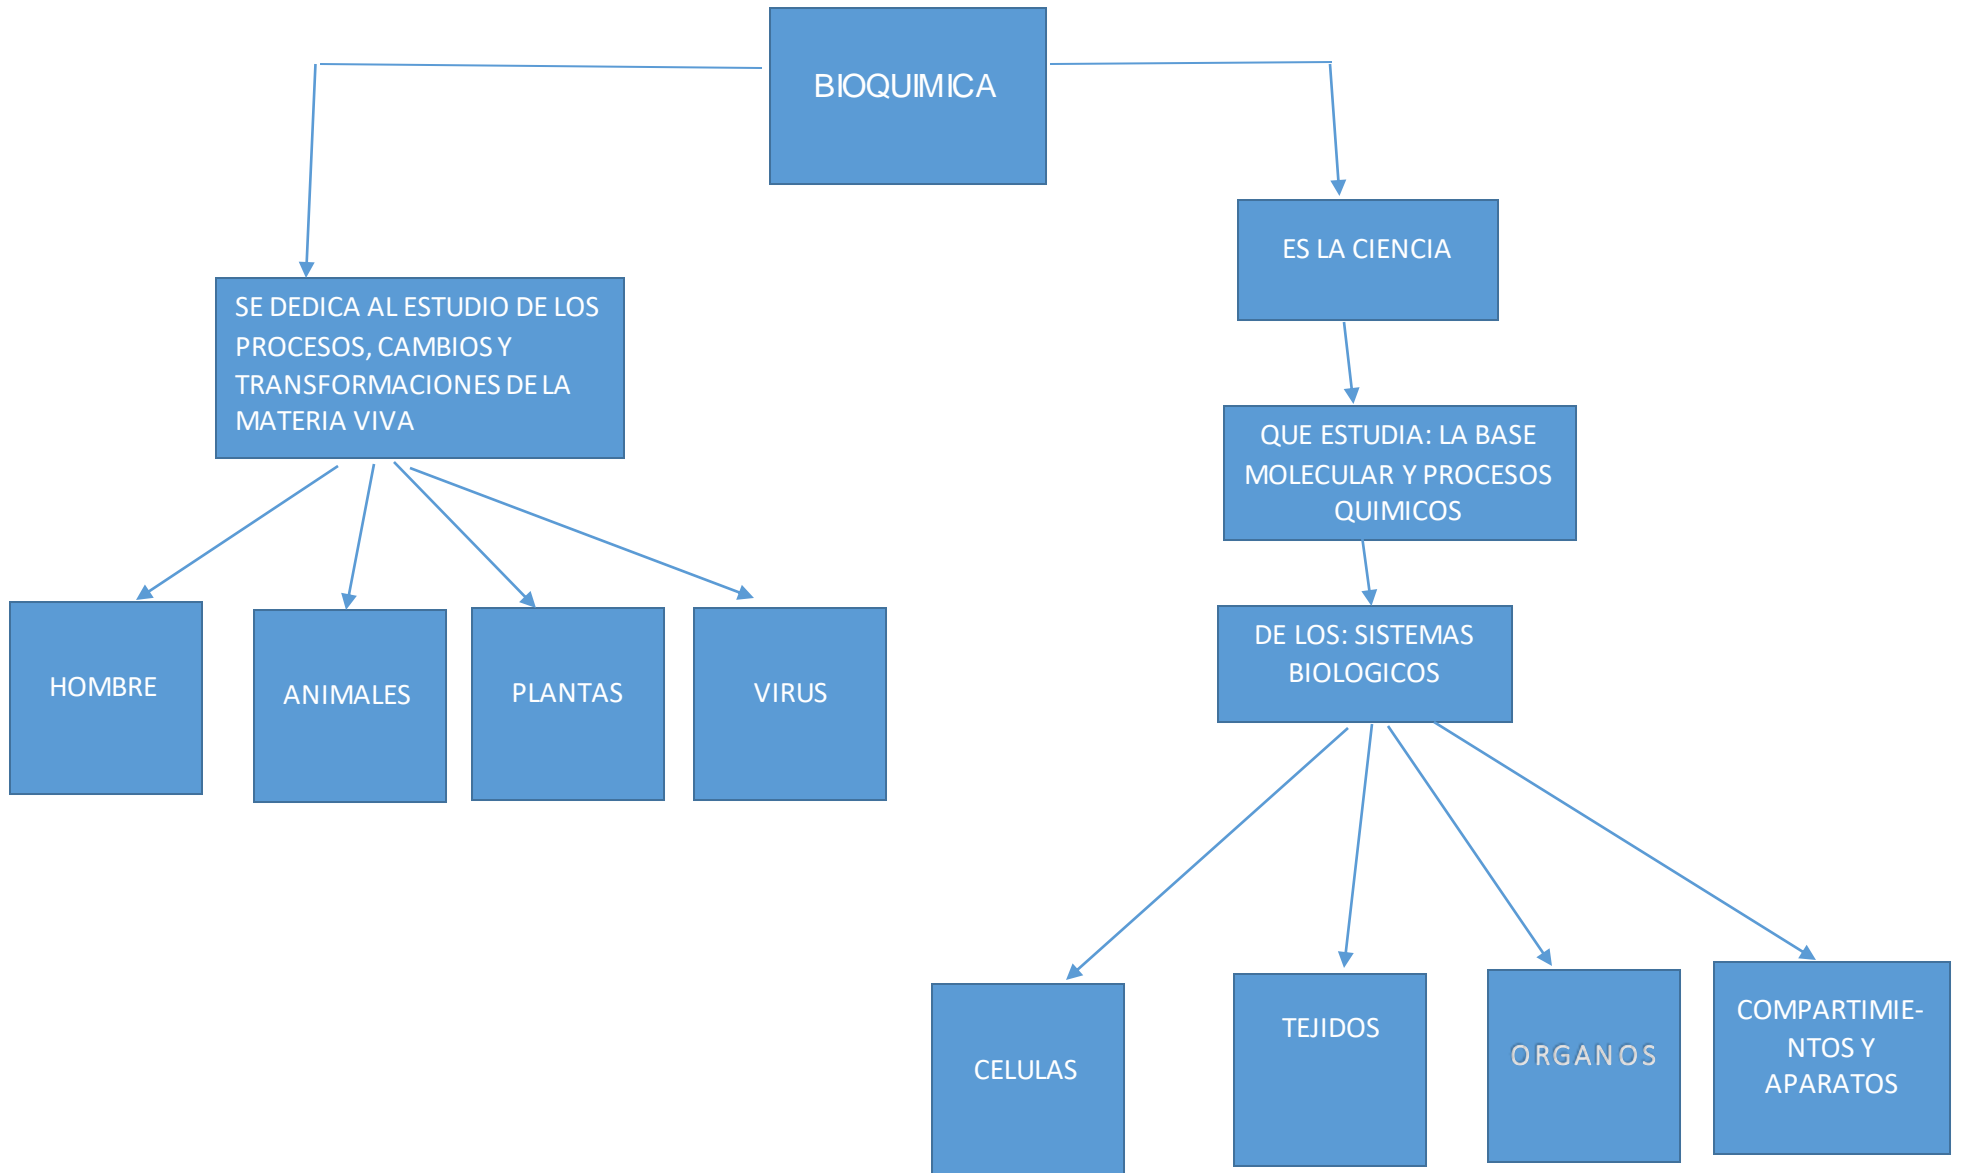 BIOQUIMICA
ES LA CIENCIA
SE DEDICA AL ESTUDIO DE LOS
PROCESOS, CAMBIOS Y
TRANSFORMACIONES DE LA
MATERIA VIVA
QUE ESTUDIA: LA BASE
MOLECULAR Y PROCESOS
QUIMICOS
HOMBRE
ANIMALES
PLANTAS
VIRUS
DE LOS: SISTEMAS
BIOLOGICOS
CELULAS
TEJIDOS
ORGANOS
COMPARTIMIE-
NTOS Y
APARATOS